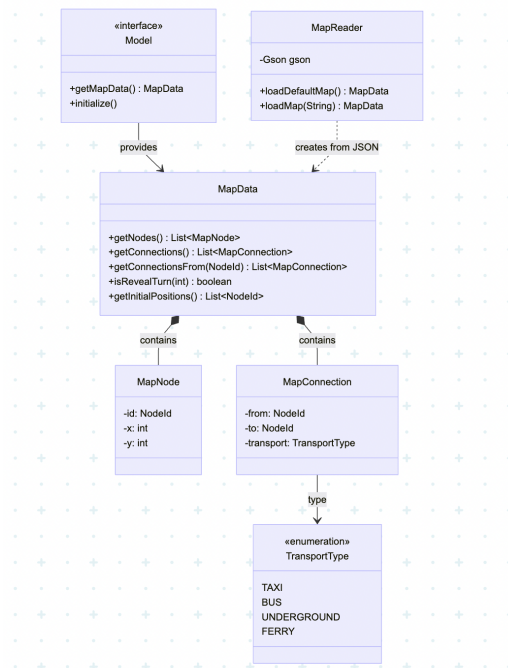 «interface»
Model
+getMapData() : MapData
+initialize()
MapReader
-Gson gson
+loadDefaultMap() : MapData
+loadMap(String) : MapData
provides
creates from JSON
MapData
+getNodes() : List<MapNode>
+getConnections() : List<MapConnection>
+getConnectionsFrom(NodeId) : List<MapConnection>
+isRevealTurn(int) : boolean
+getInitialPositions() : List<NodeId>
contains
contains
MapNode
-id: NodeId
-x: int
-y: int
MapConnection
-from: NodeId
-to: NodeId
-transport: TransportType
type
«enumeration»
TransportType
TAXI
BUS
UNDERGROUND
FERRY